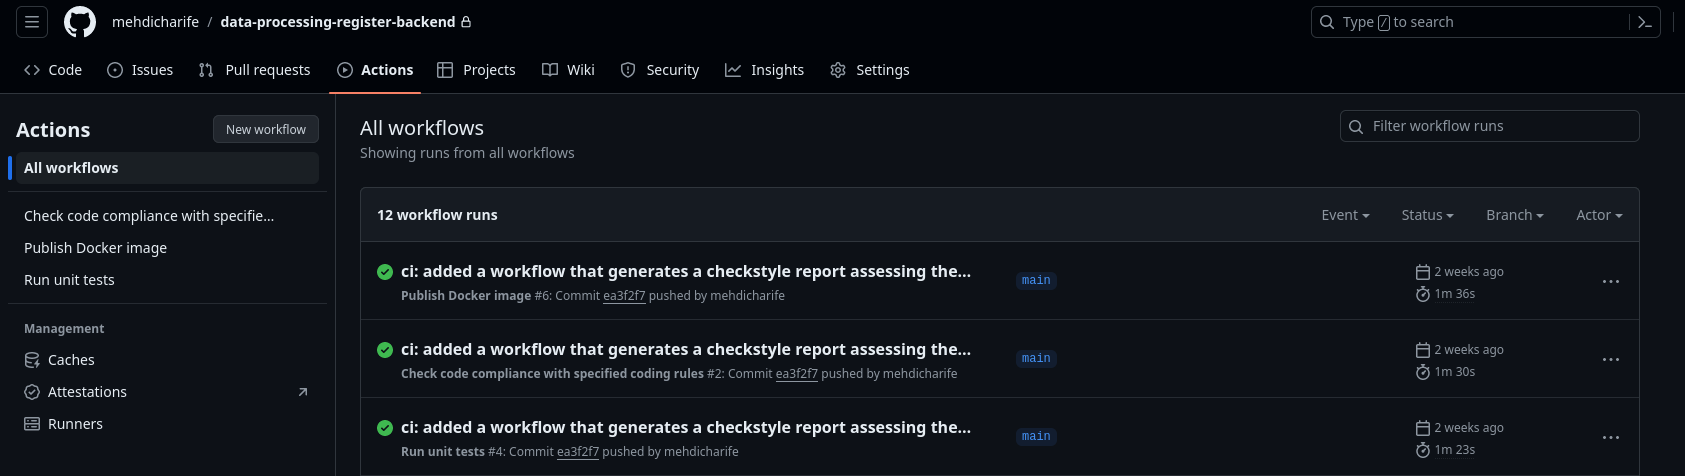 mehdicharife / data-processing-register-backend
Type / to search
Code
Issues
Pull requests
Actions
Projects
Wiki
Security
Insights
Settings
Actions
New workflow
All workflows
Check code compliance with specifie...
Publish Docker image
Run unit tests
Management
Caches
Attestations
Runners
All workflows
Showing runs from all workflows
Filter workflow runs
12 workflow runs
Event
Status
Branch
Actor
ci: added a workflow that generates a checkstyle report assessing the...
Publish Docker image #6: Commit ea3f2f7 pushed by mehdicharife
main
2 weeks ago
1m 36s
ci: added a workflow that generates a checkstyle report assessing the...
Check code compliance with specified coding rules #2: Commit ea3f2f7 pushed by mehdicharife
main
2 weeks ago
1m 30s
ci: added a workflow that generates a checkstyle report assessing the...
Run unit tests #4: Commit ea3f2f7 pushed by mehdicharife
main
2 weeks ago
1m 23s